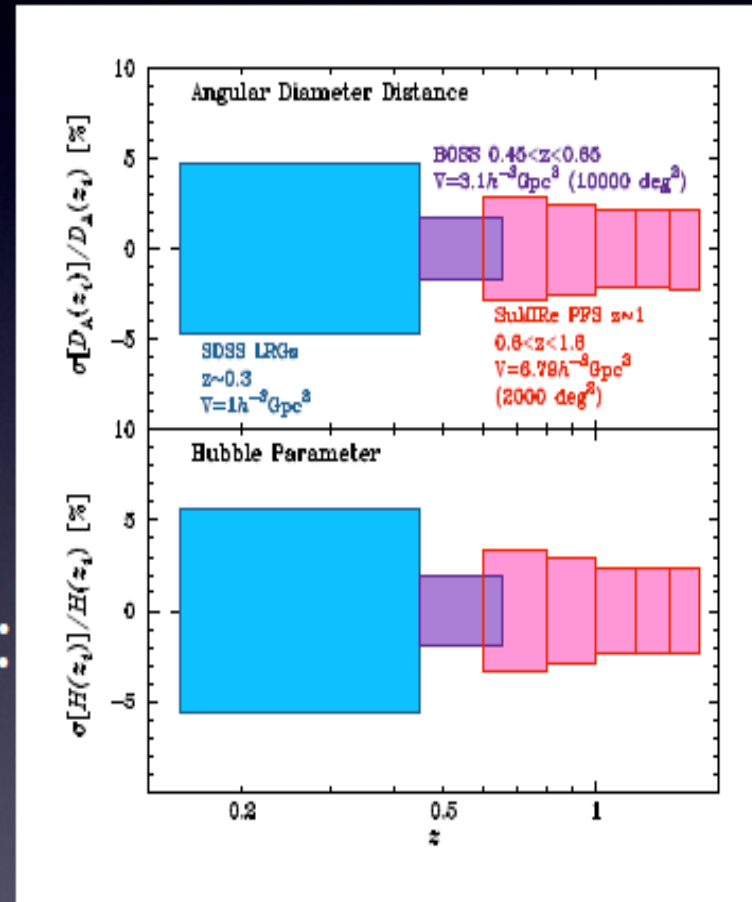 10
Angular Diameter Distance
σ[D_A(z_i)]/D_A(z_i) [%]
5
BOSS 0.45<z<0.65
V=3.1h⁻³Gpc³ (10000 deg²)
0
SuMIRe PFS z~1
0.6<z<1.6
V=6.79h⁻³Gpc³
(2000 deg²)
-5
SDSS LRGs
z~0.3
V=1h⁻³Gpc³
10
Hubble Parameter
σ[H(z_i)]/H(z_i) [%]
5
0
-5
0.2 0.5 1
z